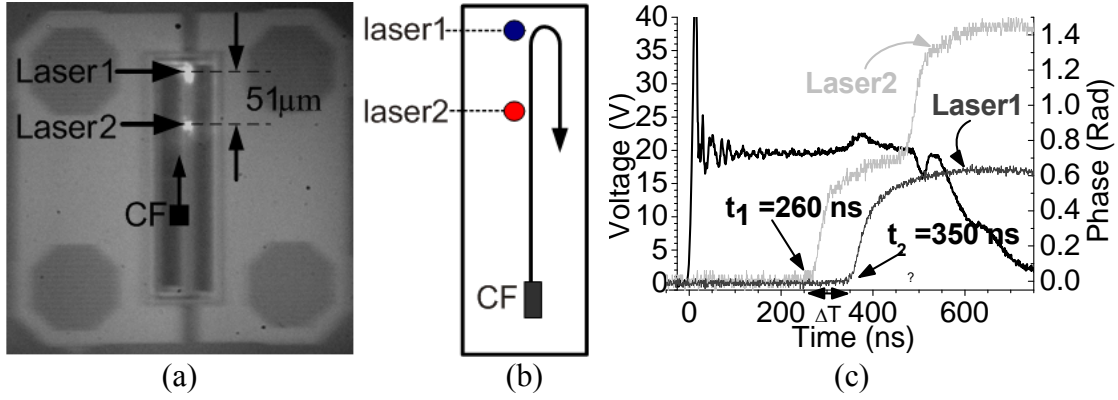 Laser1
Laser2
51μm
CF
(a)
laser1
laser2
CF
(b)
Voltage (V)
40
35
30
25
20
15
10
5
0
Laser2
Laser1
t1 =260 ns
t2 =350 ns
?
ΔT
0 200 400 600
Time (ns)
1.4
1.2
1.0
0.8
0.6
0.4
0.2
0.0
Phase (Rad)
(c)